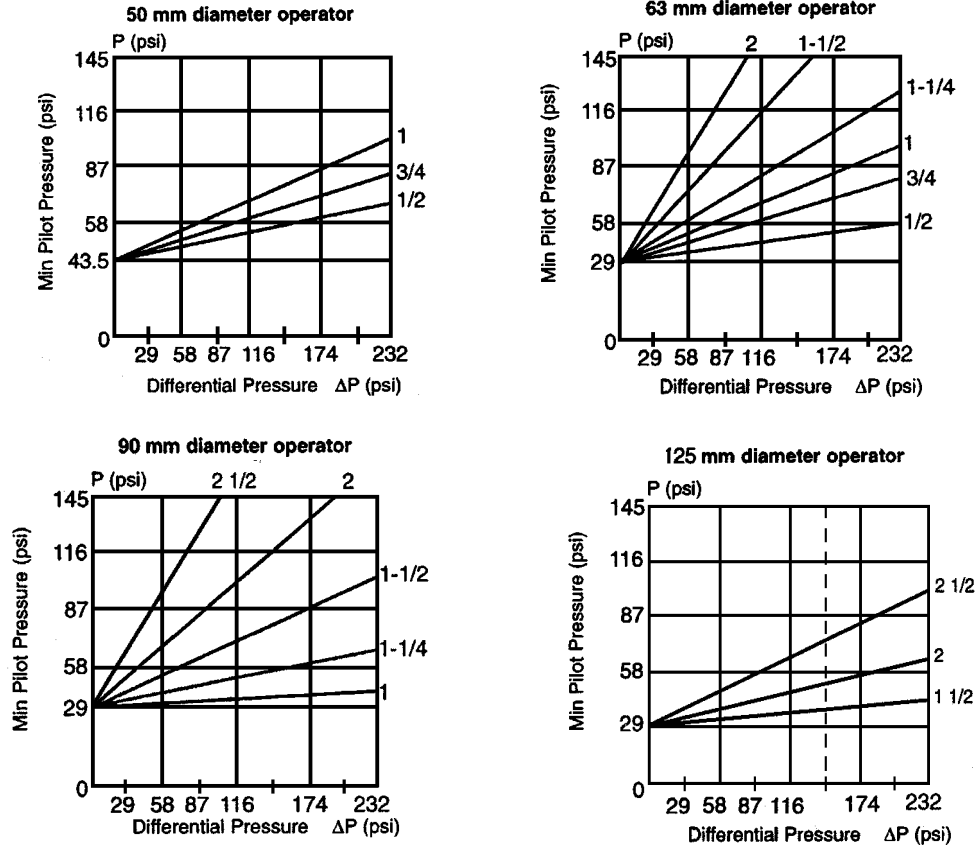 50 mm diameter operator
P (psi)
145
116
87
58
43.5
0
Min Pilot Pressure (psi)
1
3/4
1/2
29 58 87 116 174 232
Differential Pressure ΔP (psi)
63 mm diameter operator
P (psi) 2 1-1/2
145
116
87
58
29
0
Min Pilot Pressure (psi)
1-1/4
1
3/4
1/2
29 58 87 116 174 232
Differential Pressure ΔP (psi)
90 mm diameter operator
P (psi) 2 1/2 2
145
116
87
58
29
0
Min Pilot Pressure (psi)
1-1/2
1-1/4
1
29 58 87 116 174 232
Differential Pressure ΔP (psi)
125 mm diameter operator
P (psi)
145
116
87
58
29
0
Min Pilot Pressure (psi)
2 1/2
2
1 1/2
29 58 87 116 174 232
Differential Pressure ΔP (psi)